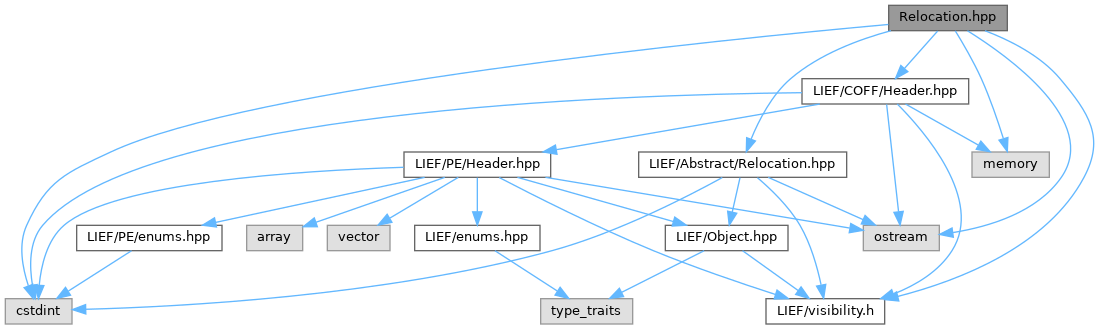 Relocation.hpp
LIEF/COFF/Header.hpp
LIEF/PE/Header.hpp
LIEF/Abstract/Relocation.hpp
memory
LIEF/PE/enums.hpp
array
vector
LIEF/enums.hpp
LIEF/Object.hpp
ostream
cstdint
type_traits
LIEF/visibility.h